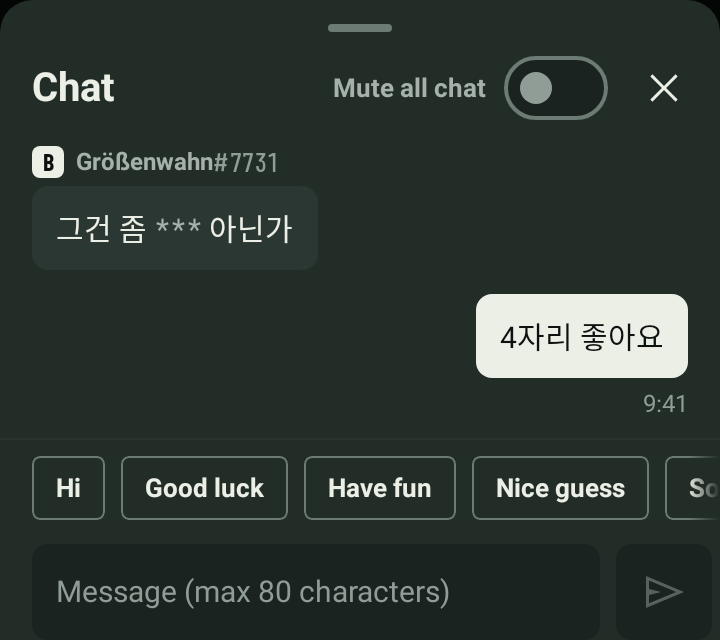 Chat
Mute all chat
B Größenwahn#7731
그건 좀 *** 아닌가
4자리 좋아요
9:41
Hi
Good luck
Have fun
Nice guess
So
Message (max 80 characters)